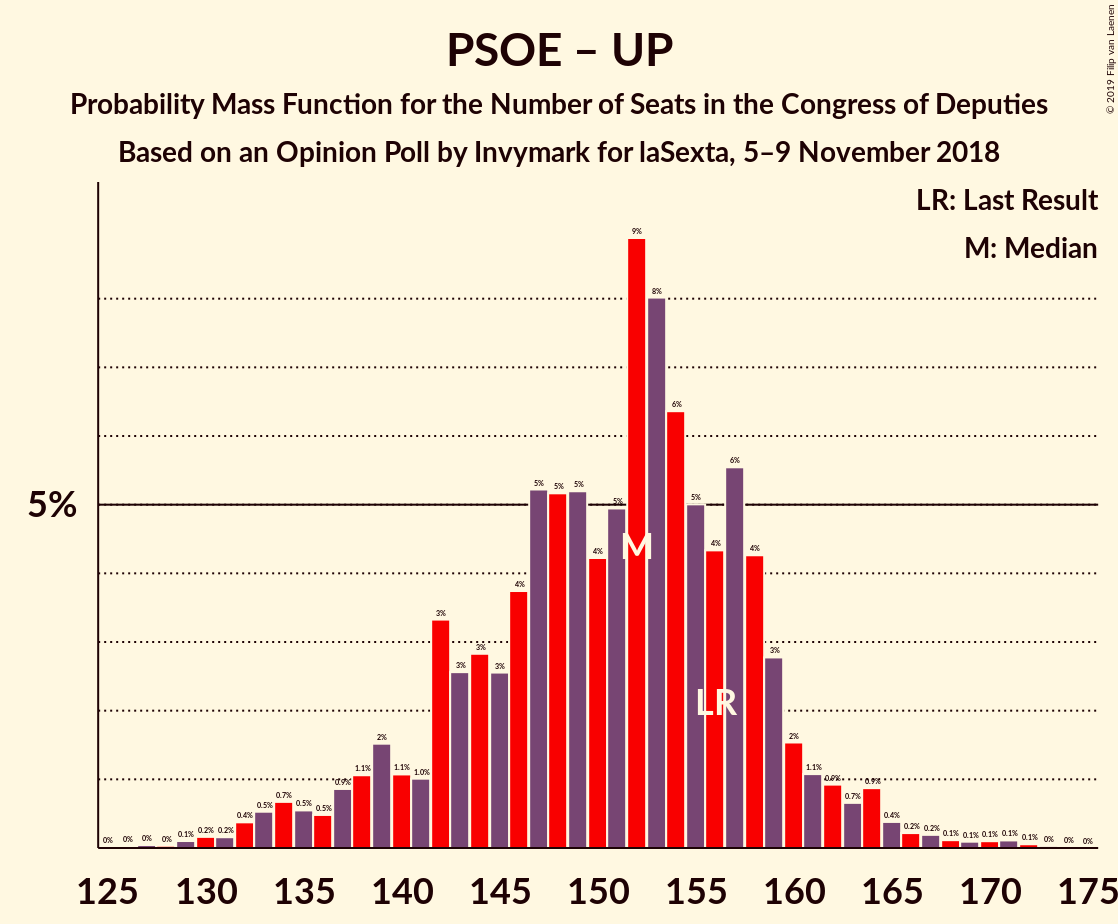 PSOE – UP
Probability Mass Function for the Number of Seats in the Congress of Deputies
Based on an Opinion Poll by Invymark for laSexta, 5–9 November 2018
© 2019 Filip van Laenen
LR: Last Result
M: Median
5%
0% 0% 0% 0% 0.1% 0.2% 0.2% 0.4% 0.5% 0.7% 0.5% 0.5% 0.9% 1.1% 2% 1.1% 1.0% 3% 3% 3% 3% 4% 5% 5% 5% 4% 5% 9% 8% 6% 5% 4% 6% 4% 3% 2% 1.1% 0.9% 0.7% 0.9% 0.4% 0.2% 0.2% 0.1% 0.1% 0.1% 0.1% 0.1% 0% 0% 0%
M
LR
125 130 135 140 145 150 155 160 165 170 175